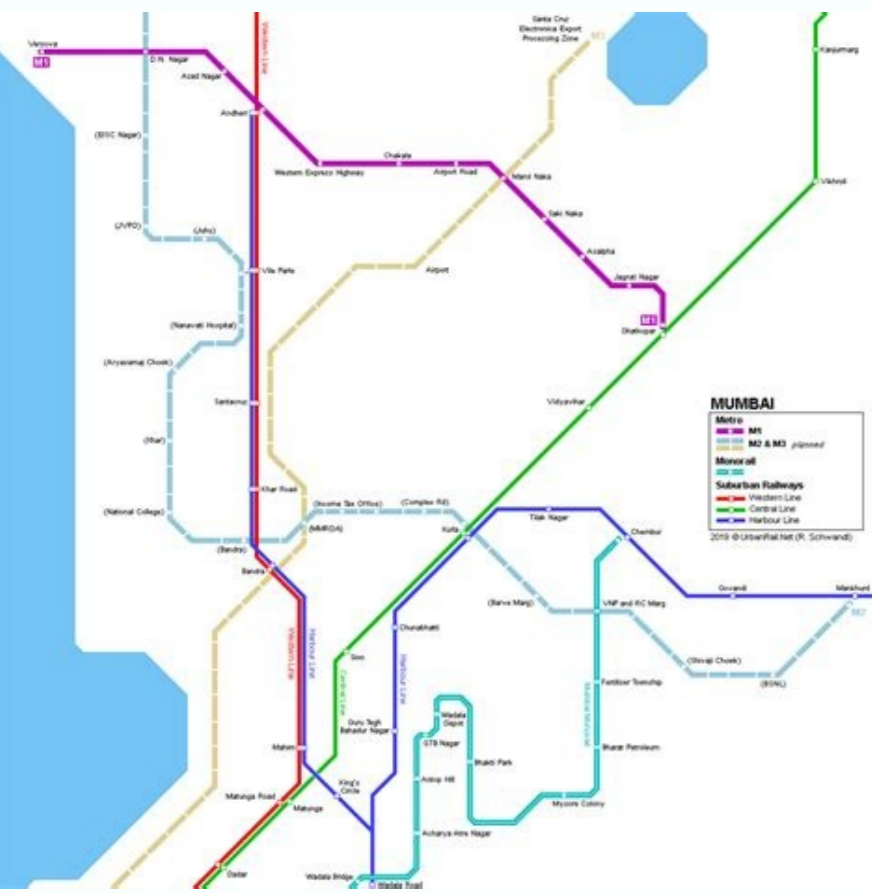 Santa Cruz
Electronics Export
Processing Zone
M3
Versova
M1
D.N. Nagar
Azad Nagar
Western Line
Kanjurmarg
Andheri
(ESIC Nagar)
Western Express Highway
Chakala
Airport Road
Marol Naka
Vikhroli
Saki Naka
(JVPD)
(Juhu)
Asalpha
Vile Parle
Airport
Jagruti Nagar
M1
Ghatkopar
(Nanavati Hospital)
(Aryasamaj Chowk)
Santacruz
Vidyavihar
(Khar)
Khar Road
(National College)
(Income Tax Office)
(Complex Rd)
(MMRDA)
(Bandra)
Bandra
Kurla
Tilak Nagar
Chembur
MUMBAI
Metro
M1
M2 & M3 planned
Monorail
Suburban Railways
Western Line
Central Line
Harbour Line
2010 © UrbanRail.Net (R. Schwandl)
Govandi
Mankhurd
M2
(Barve Marg)
VNP and RC Marg
Chunabhatti
Western Line
Harbour Line
Sion
Central Line
Harbour Line
(Shivaji Chowk)
(BSNL)
Fertilizer Township
Mumbai Monorail
Guru Tegh
Bahadur Nagar
Wadala
Depot
GTB Nagar
Bharat Petroleum
Mahim
Bhakti Park
Antop Hill
King's
Circle
Matunga Road
Matunga
Mysore Colony
Acharya Atre Nagar
Dadar
Wadala Bridge
Wadala Road